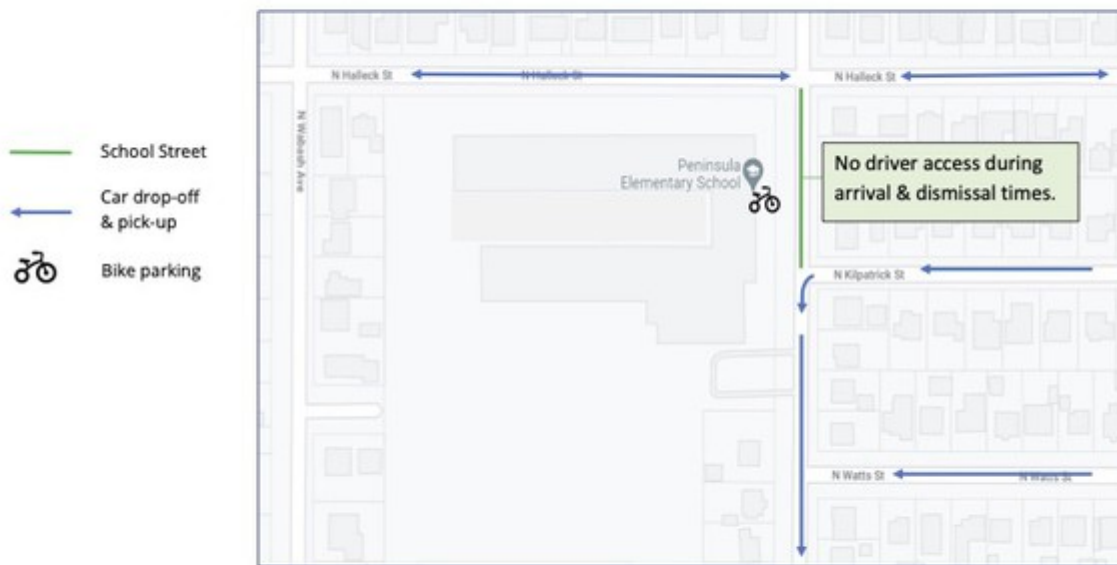 School Street
Car drop-off
& pick-up
Bike parking
N Halleck St
N Halleck St
N Halleck St
N Wabash Ave
Peninsula
Elementary School
No driver access during
arrival & dismissal times.
N Kilpatrick St
N Watts St
N Watts St